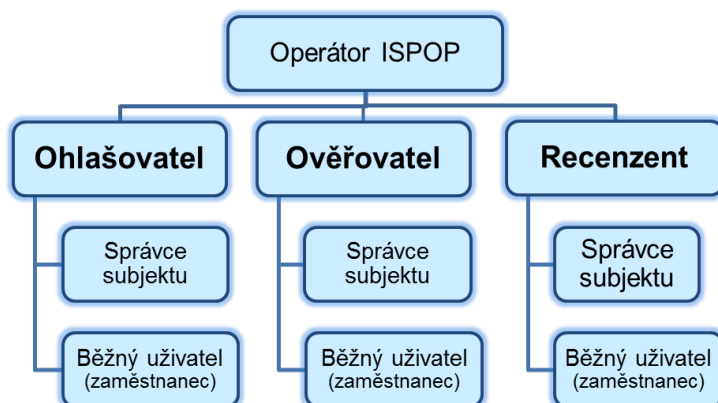 Operátor ISPOP
Ohlašovatel
Ověřovatel
Recenzent
Správce
subjektu
Správce
subjektu
Správce
subjektu
Běžný uživatel
(zaměstnanec)
Běžný uživatel
(zaměstnanec)
Běžný uživatel
(zaměstnanec)